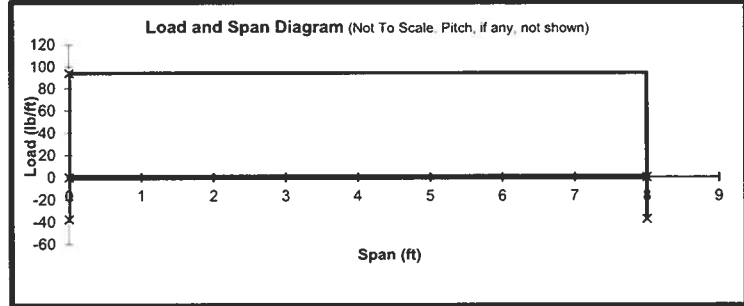 Load and Span Diagram (Not To Scale, Pitch, if any, not shown)
Load (lb/ft)
120
100
80
60
40
20
0
-20
-40
-60
0 1 2 3 4 5 6 7 8 9
Span (ft)